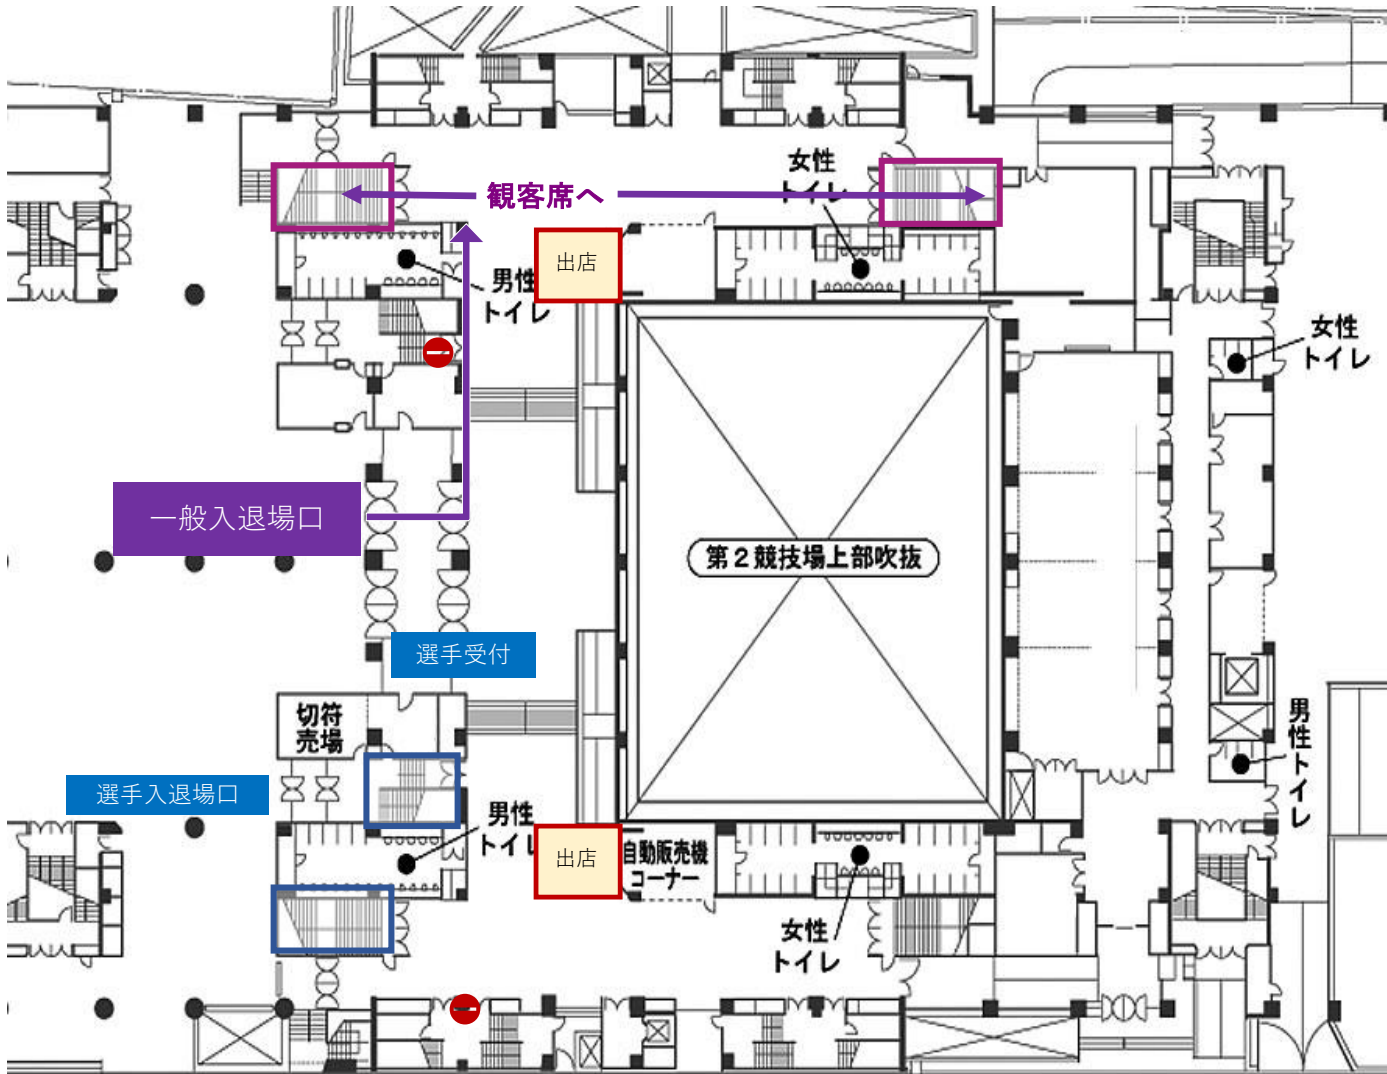 女性
トイレ
観客席へ
出店
男性
トイレ
女性
トイレ
一般入退場口
第2競技場上部吹抜
選手受付
切符
売場
男性トイレ
選手入退場口
男性
トイレ
出店
自動販売機
コーナー
女性
トイレ